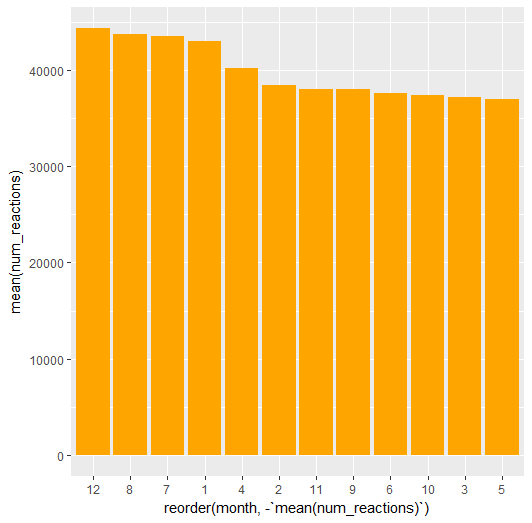 mean(num_reactions)
40000
30000
20000
10000
0
12 8 7 1 4 2 11 9 6 10 3 5
reorder(month, -`mean(num_reactions)`)